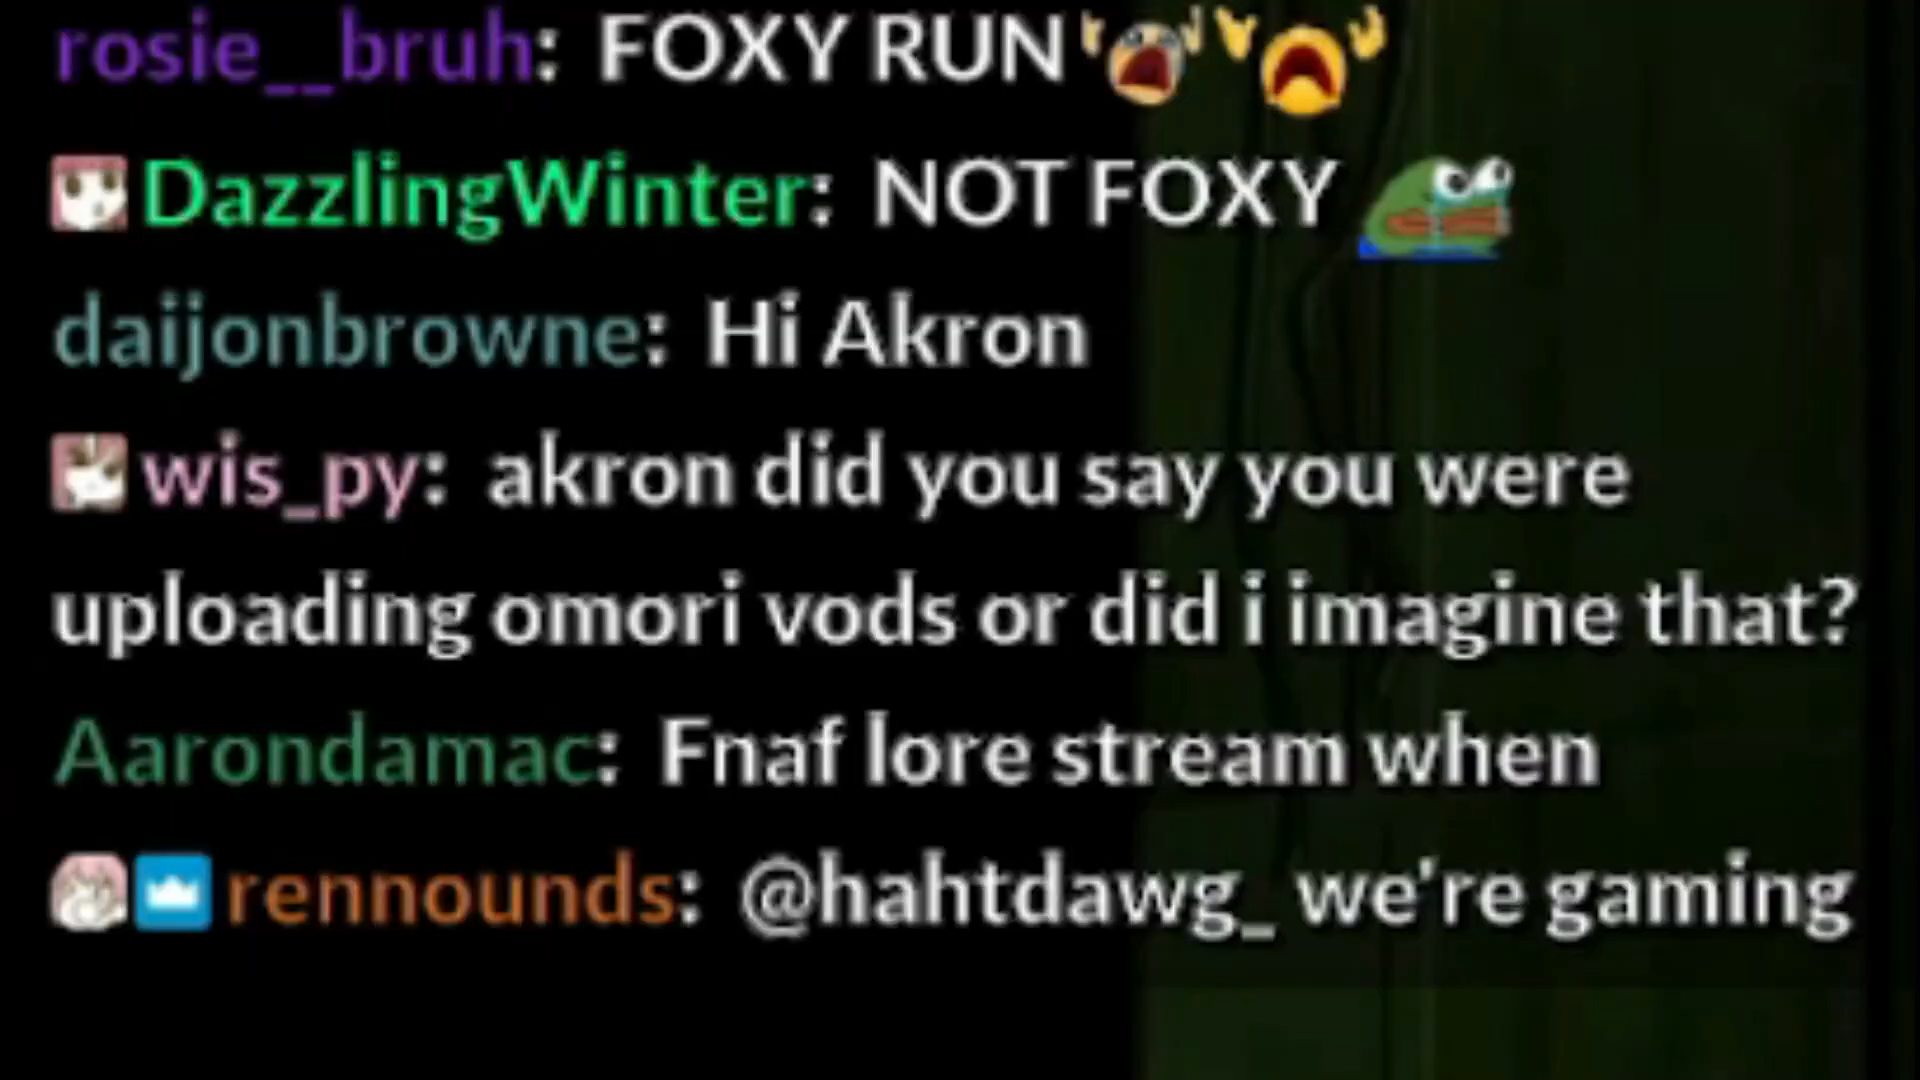 rosie__bruh: FOXY RUN
DazzlingWinter: NOT FOXY
daijonbrowne: Hi Akron
wis_py: akron did you say you were
uploading omori vods or did i imagine that?
Aarondamac: Fnaf lore stream when
rennounds: @hahtdawg_ we're gaming